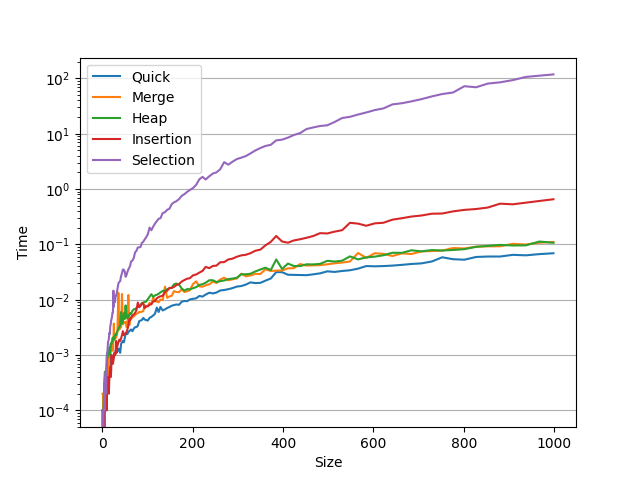 Quick
Merge
Heap
Insertion
Selection
10²
10¹
10⁰
10⁻¹
10⁻²
10⁻³
10⁻⁴
Time
0 200 400 600 800 1000
Size